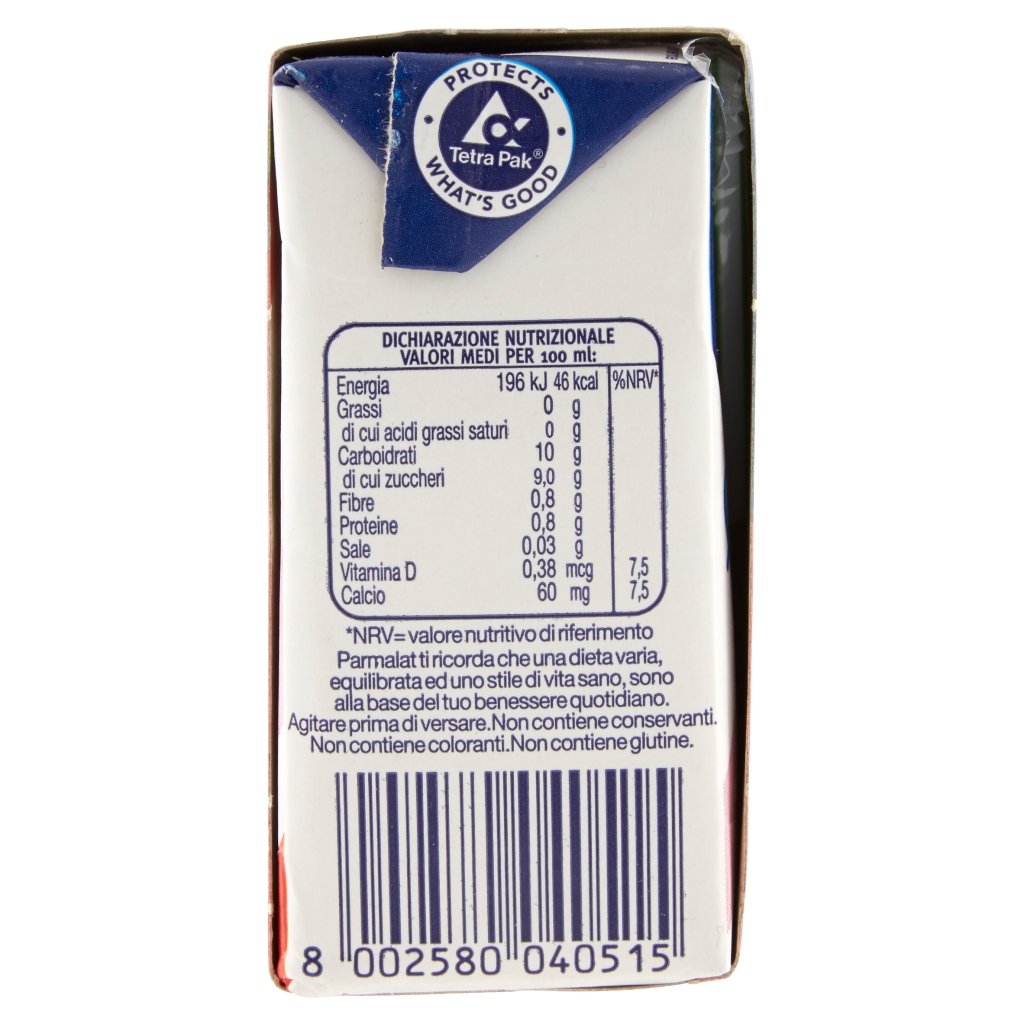 PROTECTS
Tetra Pak®
WHAT'S GOOD
DICHIARAZIONE NUTRIZIONALE
VALORI MEDI PER 100 ml:
Energia 196 kJ 46 kcal %NRV*
Grassi 0 g
di cui acidi grassi saturi 0 g
Carboidrati 10 g
di cui zuccheri 9,0 g
Fibre 0,8 g
Proteine 0,8 g
Sale 0,03 g
Vitamina D 0,38 mcg 7,5
Calcio 60 mg 7,5
*NRV= valore nutritivo di riferimento
Parmalat ti ricorda che una dieta varia,
equilibrata ed uno stile di vita sano, sono
alla base del tuo benessere quotidiano.
Agitare prima di versare. Non contiene conservanti.
Non contiene coloranti. Non contiene glutine.
8 002580 040515